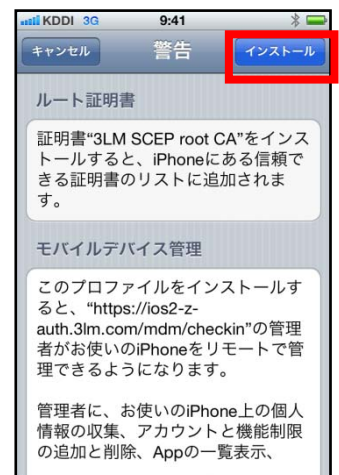 KDDI 3G 9:41
キャンセル 警告 インストール
ルート証明書
証明書“3LM SCEP root CA”をインス
トールすると、iPhoneにある信頼で
きる証明書のリストに追加されま
す。
モバイルデバイス管理
このプロファイルをインストールす
ると、“https://ios2-z-
auth.3lm.com/mdm/checkin”の管理
者がお使いのiPhoneをリモートで管
理できるようになります。
管理者に、お使いのiPhone上の個人
情報の収集、アカウントと機能制限
の追加と削除、Appの一覧表示、